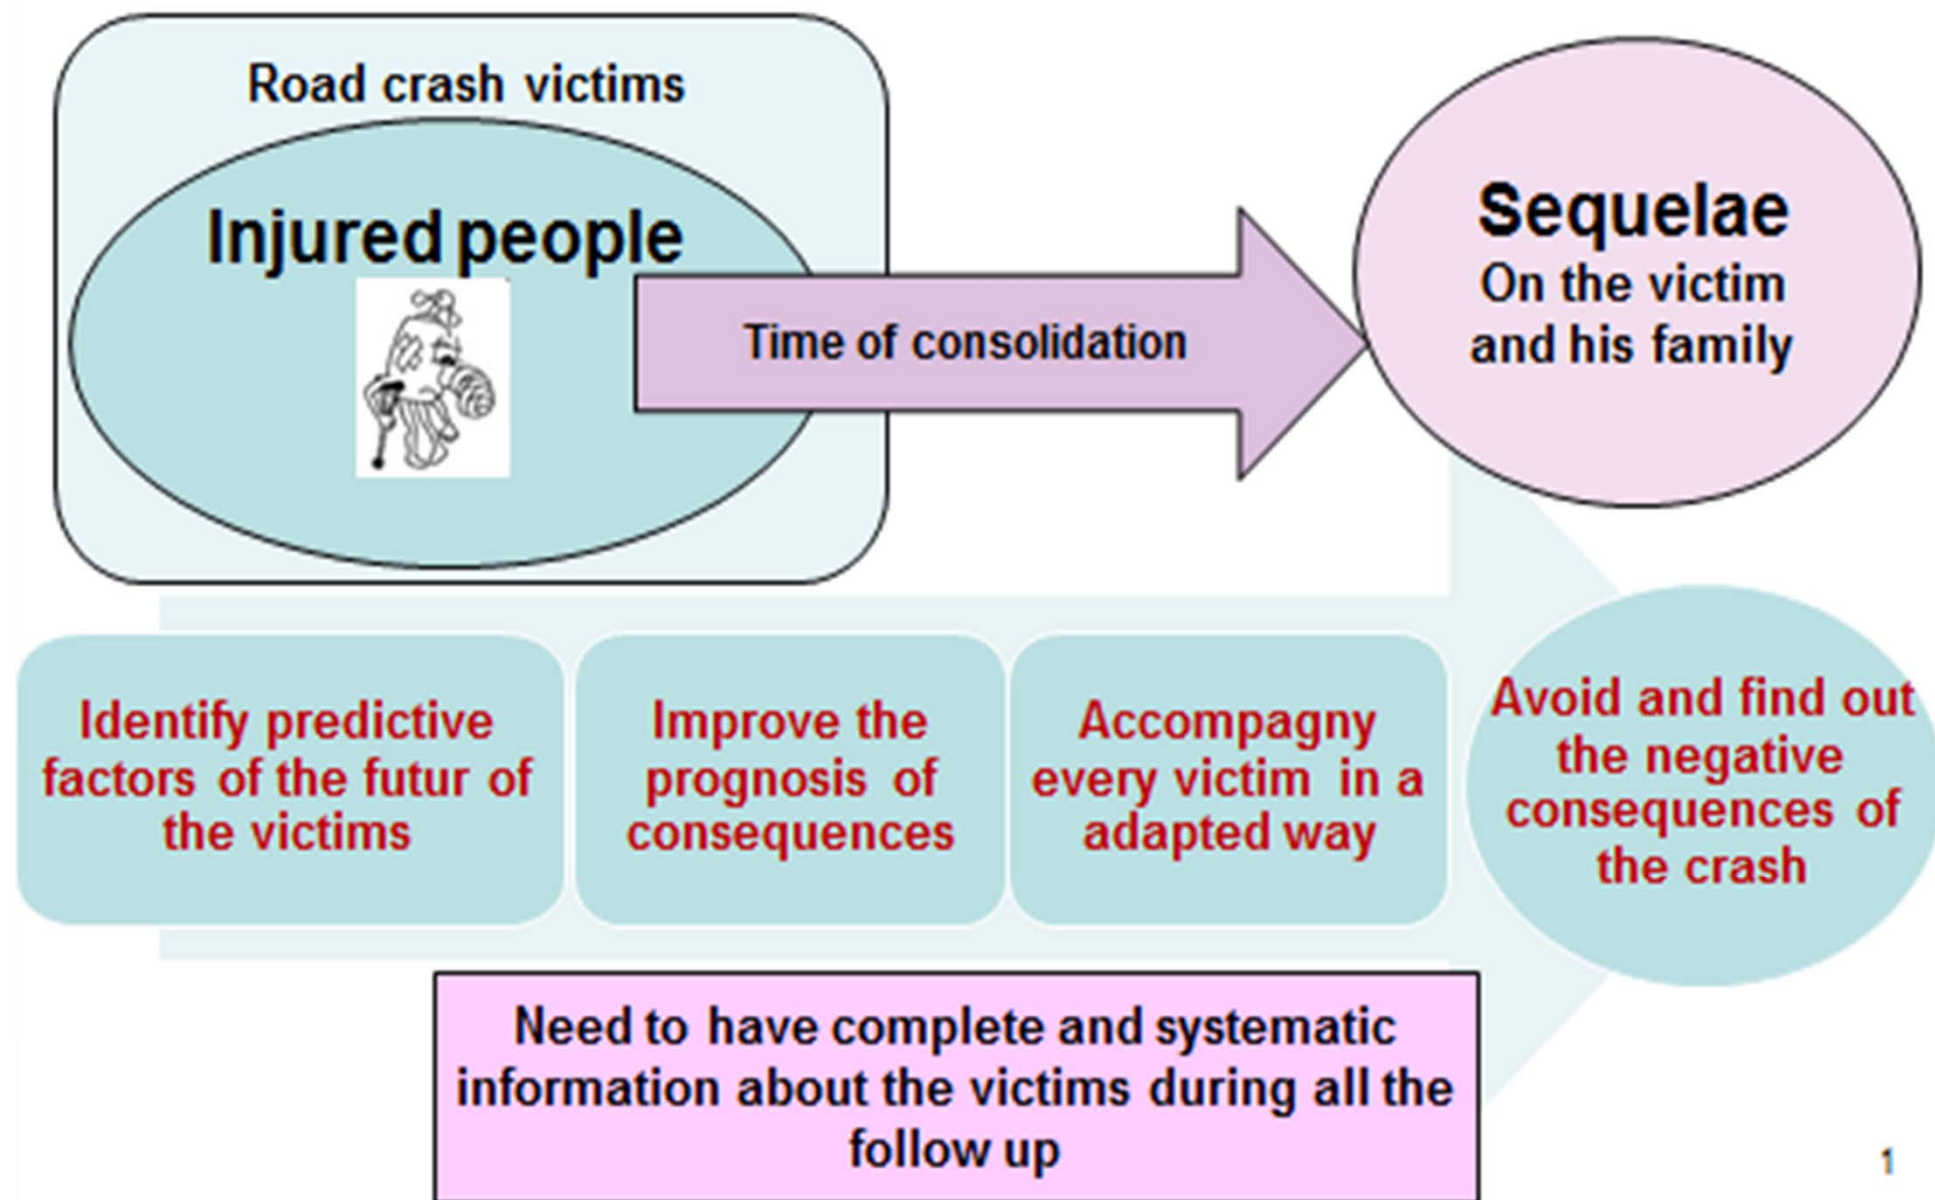 Road crash victims
Injured people
Time of consolidation
Sequelae
On the victim
and his family
Identify predictive
factors of the futur of
the victims
Improve the
prognosis of
consequences
Accompagny
every victim in a
adapted way
Avoid and find out
the negative
consequences of
the crash
Need to have complete and systematic
information about the victims during all the
follow up
1